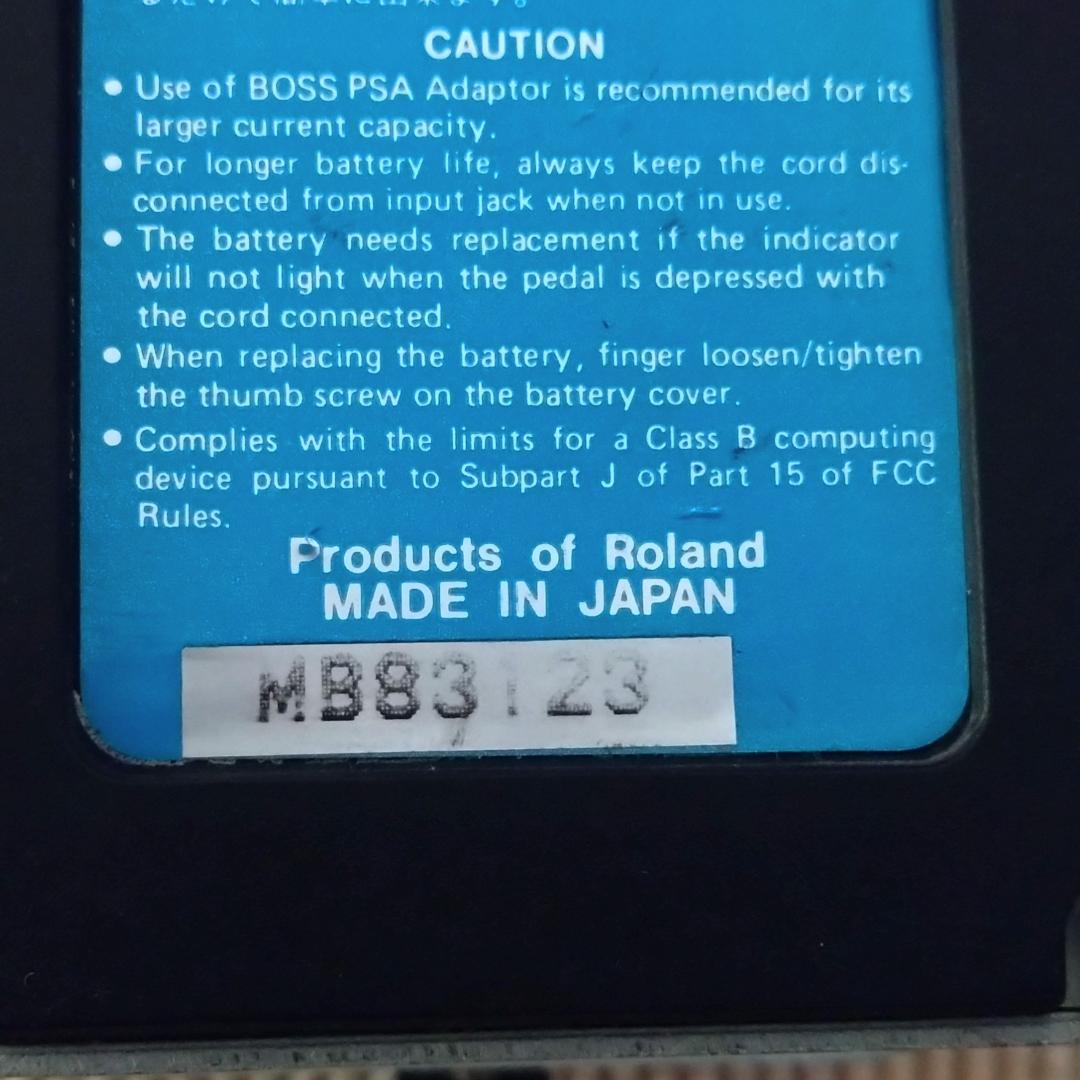 CAUTION
● Use of BOSS PSA Adaptor is recommended for its
larger current capacity.
● For longer battery life, always keep the cord dis-
connected from input jack when not in use.
● The battery needs replacement if the indicator
will not light when the pedal is depressed with
the cord connected.
● When replacing the battery, finger loosen/tighten
the thumb screw on the battery cover.
● Complies with the limits for a Class B computing
device pursuant to Subpart J of Part 15 of FCC
Rules.
Products of Roland
MADE IN JAPAN
MB83123